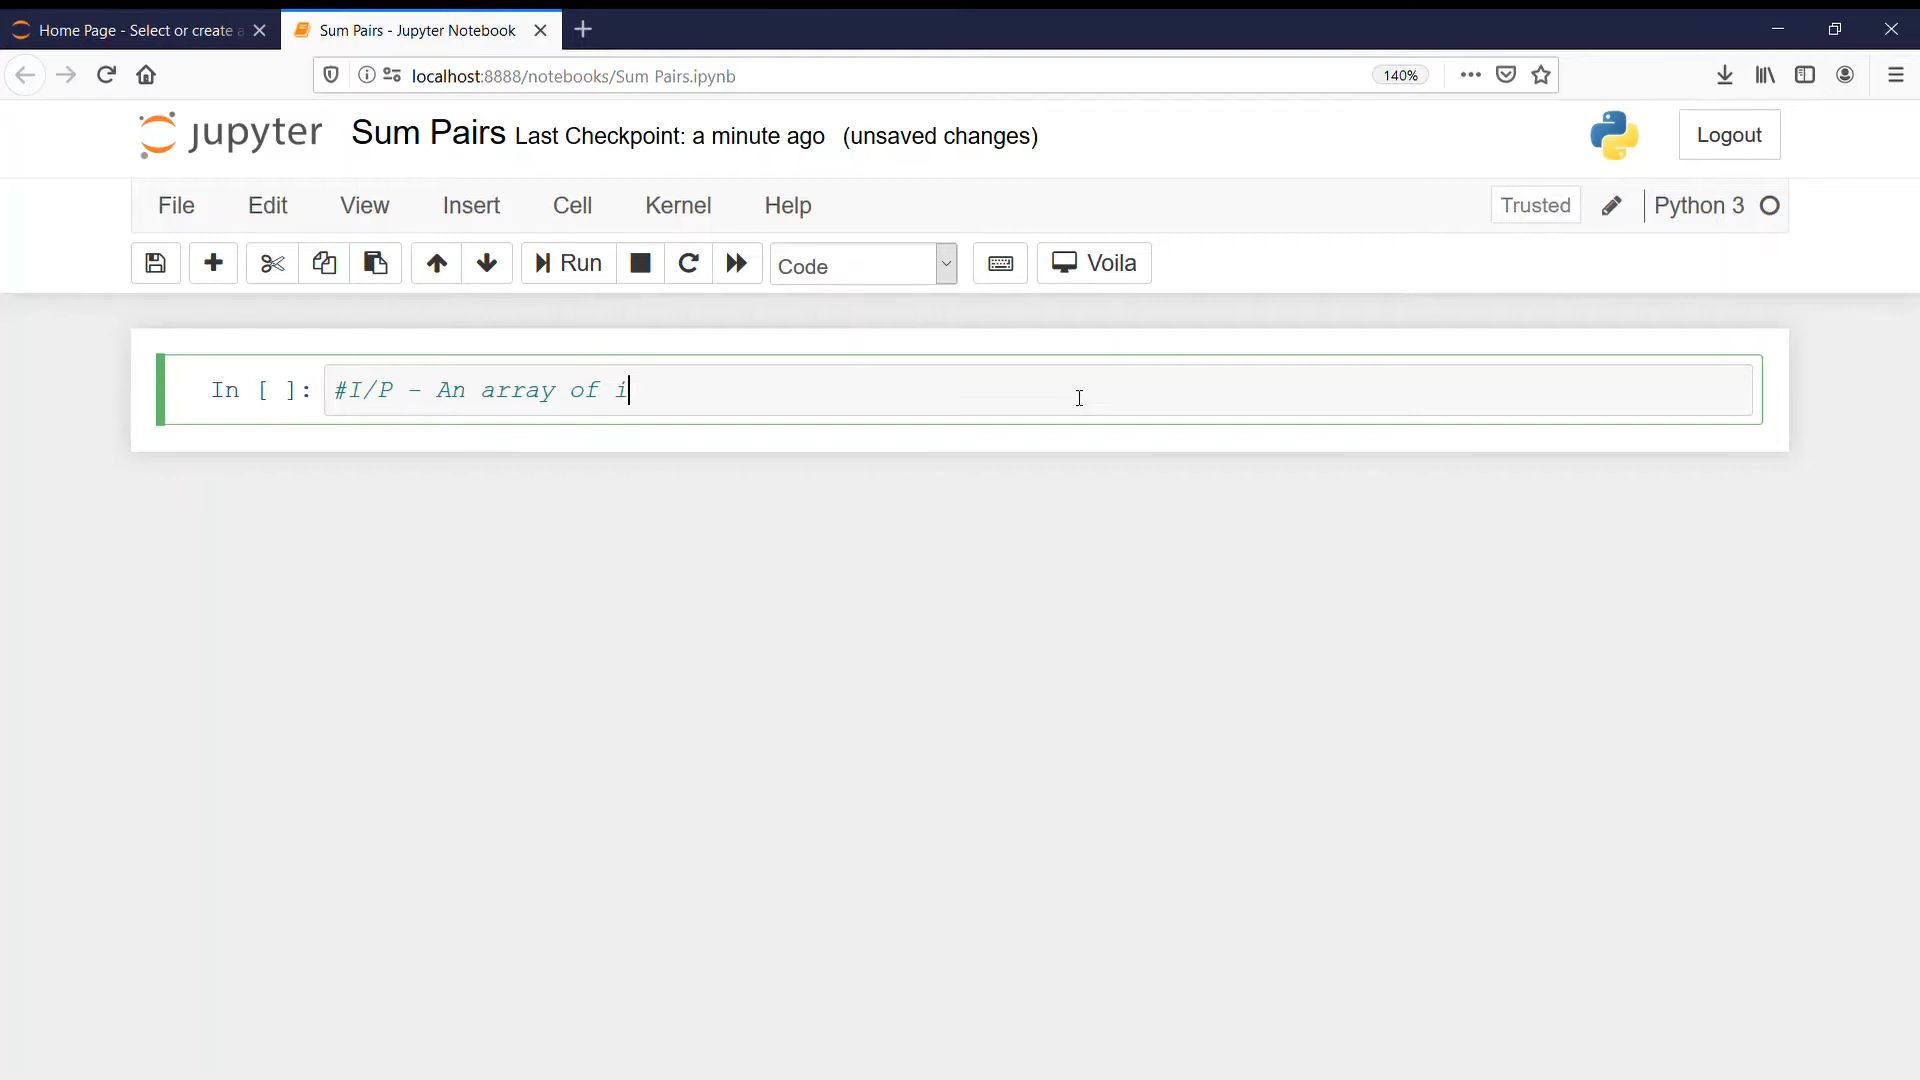 Home Page - Select or create a
Sum Pairs - Jupyter Notebook
localhost:8888/notebooks/Sum Pairs.ipynb
140%
jupyter Sum Pairs Last Checkpoint: a minute ago (unsaved changes)
Logout
File Edit View Insert Cell Kernel Help
Trusted
Python 3
Run
Code
Voila
In [ ]: #I/P - An array of i